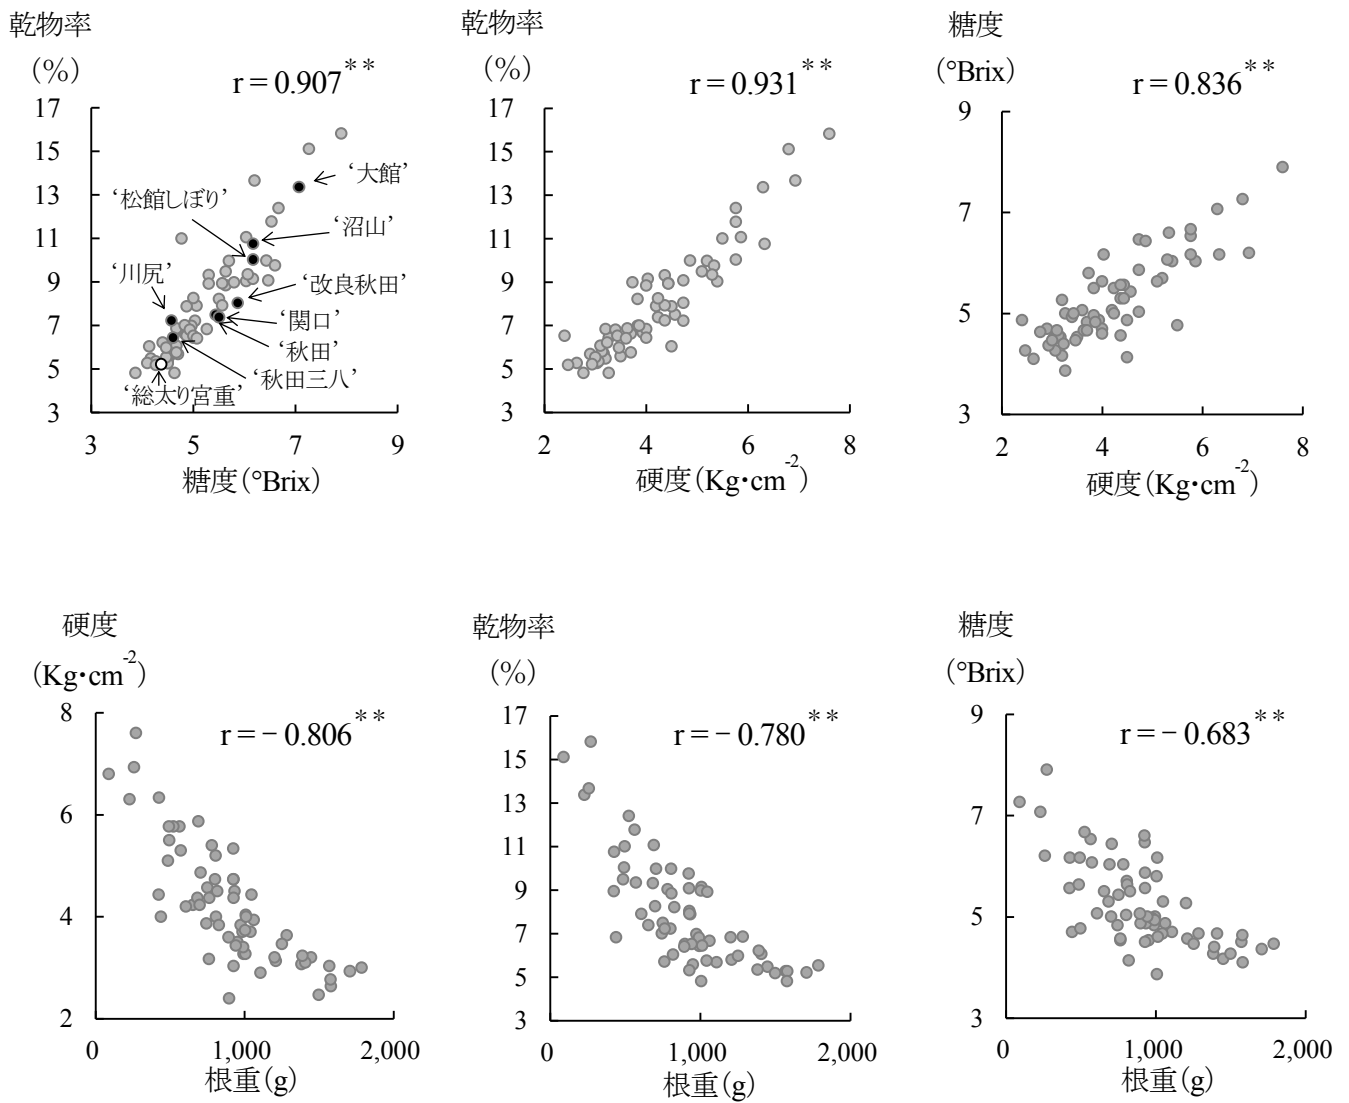 乾物率
(%)
r＝0.907**
17
15
13
11
9
7
5
3
‘大館’
‘松館しぼり’
‘沼山’
‘川尻’
‘改良秋田’
‘関口’
‘秋田’
‘秋田三八’
‘総太り宮重’
3 5 7 9
糖度(°Brix)
乾物率
(%)
r＝0.931**
17
15
13
11
9
7
5
3
2 4 6 8
硬度(Kg･cm-2)
糖度
(°Brix)
r＝0.836**
9
7
5
3
2 4 6 8
硬度(Kg･cm-2)
硬度
(Kg･cm-2)
r＝－0.806**
8
6
4
2
0 1,000 2,000
根重(g)
乾物率
(%)
r＝－0.780**
17
15
13
11
9
7
5
3
0 1,000 2,000
根重(g)
糖度
(°Brix)
r＝－0.683**
9
7
5
3
0 1,000 2,000
根重(g)